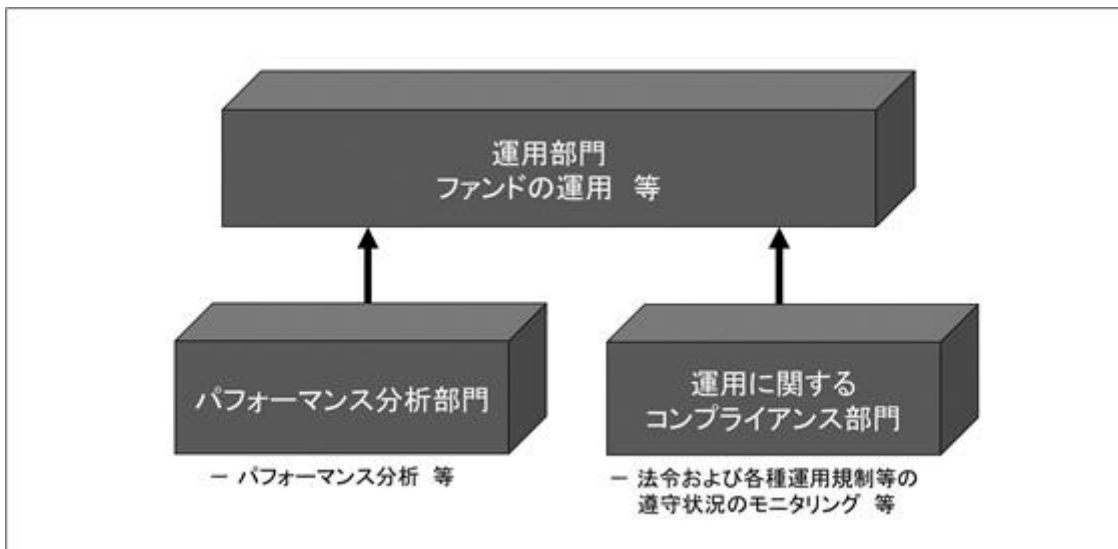 運用部門
ファンドの運用 等
パフォーマンス分析部門
－ パフォーマンス分析 等
運用に関する
コンプライアンス部門
－ 法令および各種運用規制等の
遵守状況のモニタリング 等